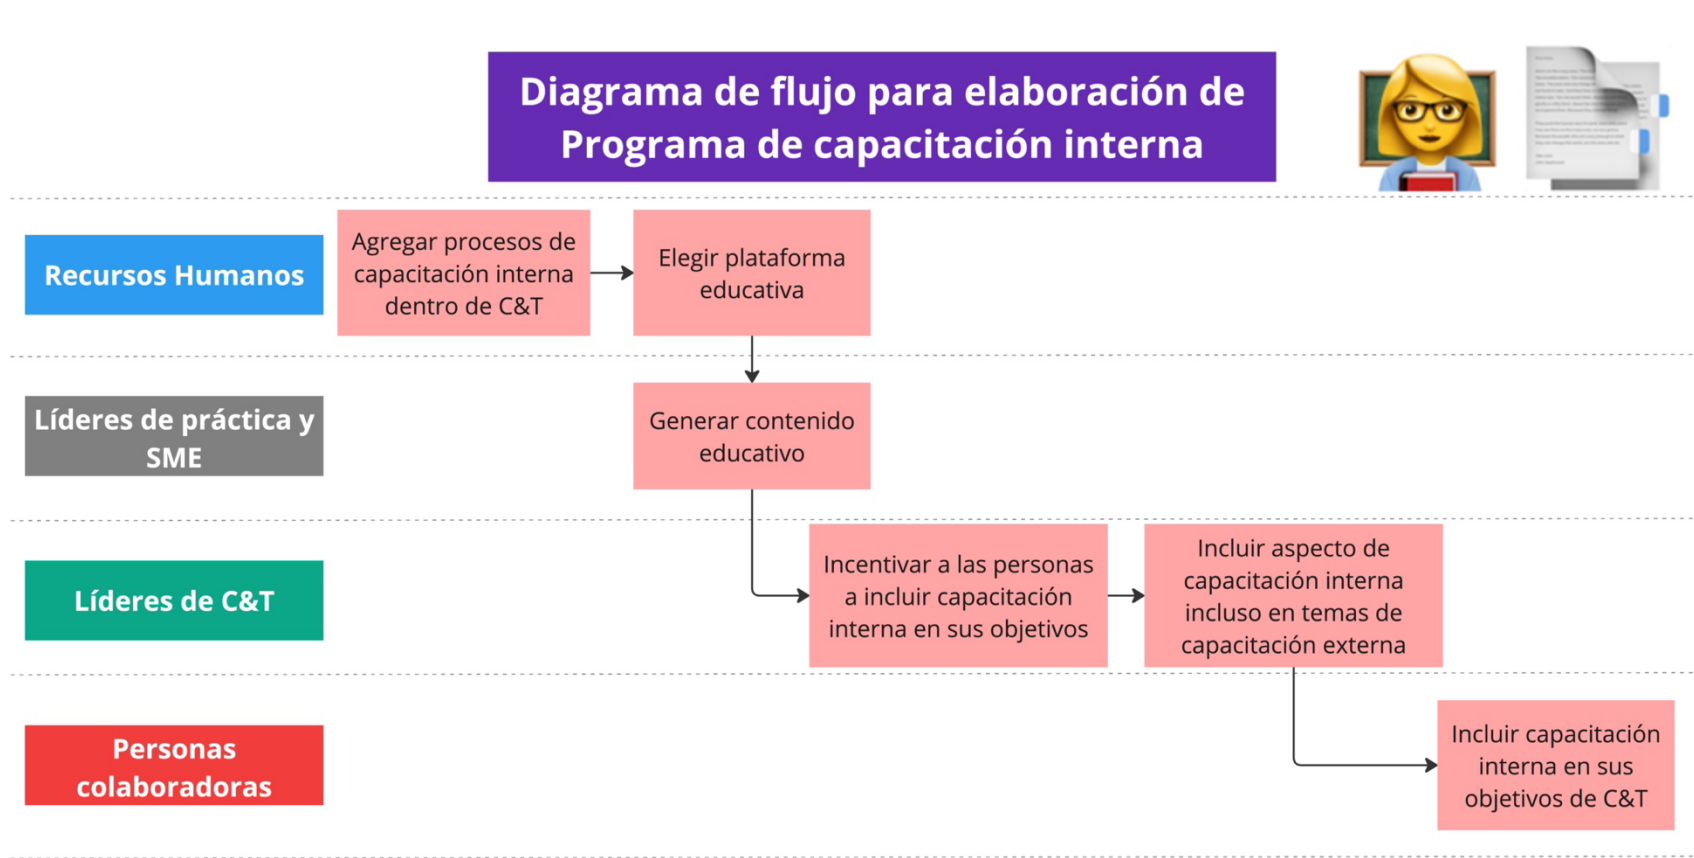 Diagrama de flujo para elaboración de
Programa de capacitación interna
Recursos Humanos
Agregar procesos de
capacitación interna
dentro de C&T
Elegir plataforma
educativa
Líderes de práctica y
SME
Generar contenido
educativo
Líderes de C&T
Incentivar a las personas
a incluir capacitación
interna en sus objetivos
Incluir aspecto de
capacitación interna
incluso en temas de
capacitación externa
Personas
colaboradoras
Incluir capacitación
interna en sus
objetivos de C&T